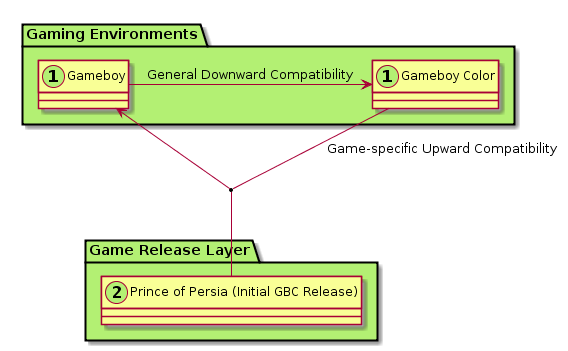 Gaming Environments
1 Gameboy
General Downward Compatibility
1 Gameboy Color
Game-specific Upward Compatibility
Game Release Layer
2 Prince of Persia (Initial GBC Release)